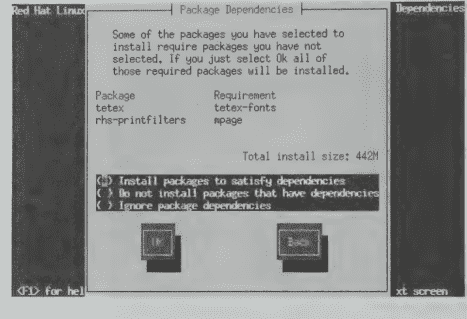 Red Hat Linux
Package Dependencies
Dependencies
Some of the packages you have selected to
install require packages you have not
selected. If you just select Ok all of
those required packages will be installed.
Package Requirement
tetex tetex-fonts
rhs-printfilters mpage
Total install size: 442M
( ) Install packages to satisfy dependencies
( ) Do not install packages that have dependencies
( ) Ignore package dependencies
Ok Back
<F1> for hel
xt screen